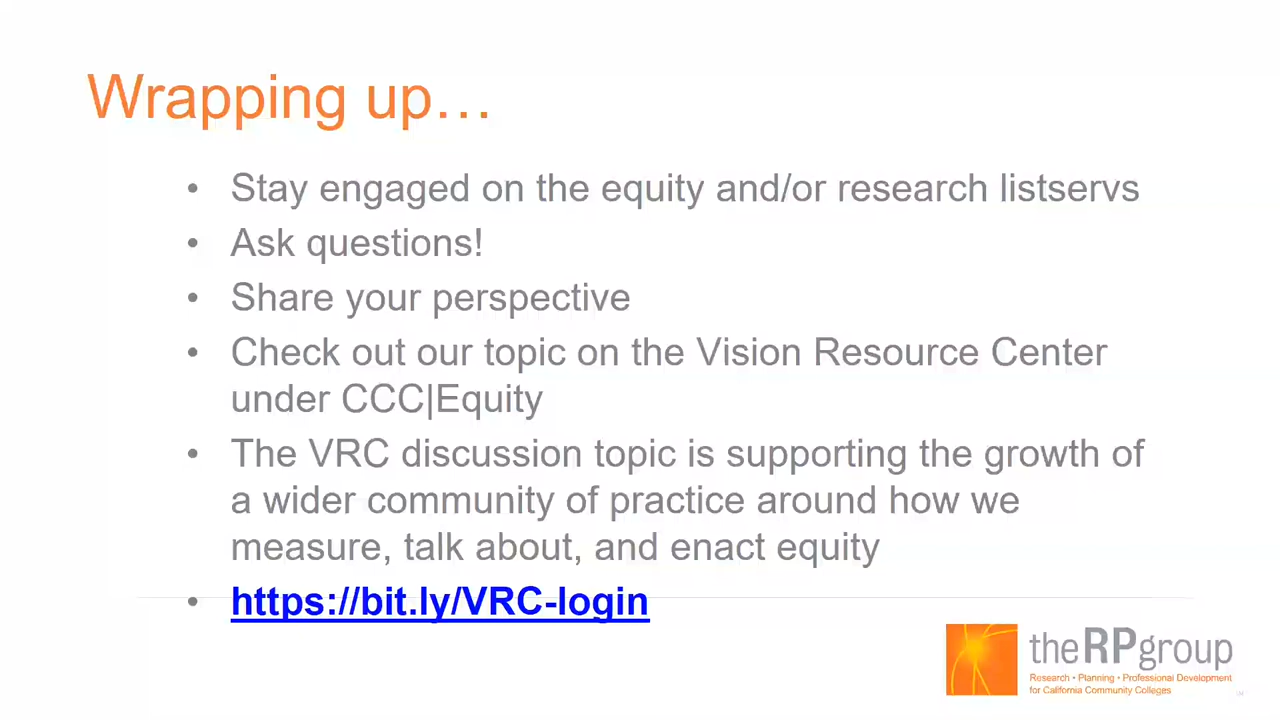 Wrapping up…
• Stay engaged on the equity and/or research listservs
• Ask questions!
• Share your perspective
• Check out our topic on the Vision Resource Center
under CCC|Equity
• The VRC discussion topic is supporting the growth of
a wider community of practice around how we
measure, talk about, and enact equity
• https://bit.ly/VRC-login
theRPgroup
Research • Planning • Professional Development
for California Community Colleges